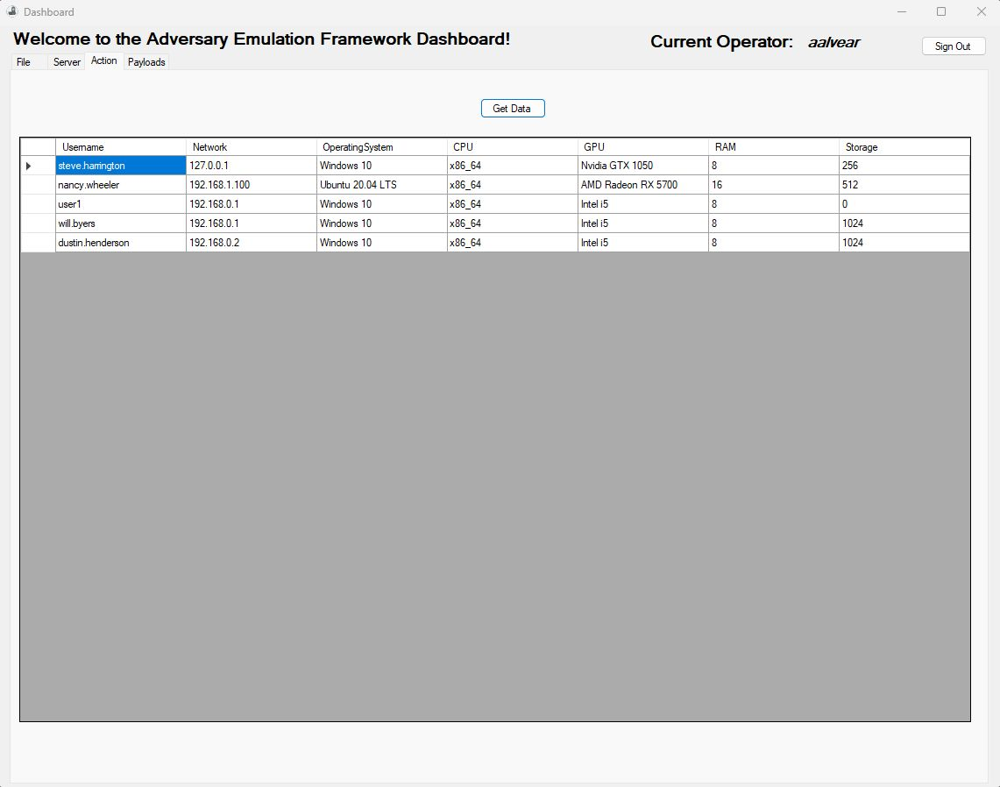 Dashboard
Welcome to the Adversary Emulation Framework Dashboard!
Current Operator: aalvear
Sign Out
File Server Action Payloads
Get Data
Username Network OperatingSystem CPU GPU RAM Storage
steve.harrington 127.0.0.1 Windows 10 x86_64 Nvidia GTX 1050 8 256
nancy.wheeler 192.168.1.100 Ubuntu 20.04 LTS x86_64 AMD Radeon RX 5700 16 512
user1 192.168.0.1 Windows 10 x86_64 Intel i5 8 0
will.byers 192.168.0.1 Windows 10 x86_64 Intel i5 8 1024
dustin.henderson 192.168.0.2 Windows 10 x86_64 Intel i5 8 1024